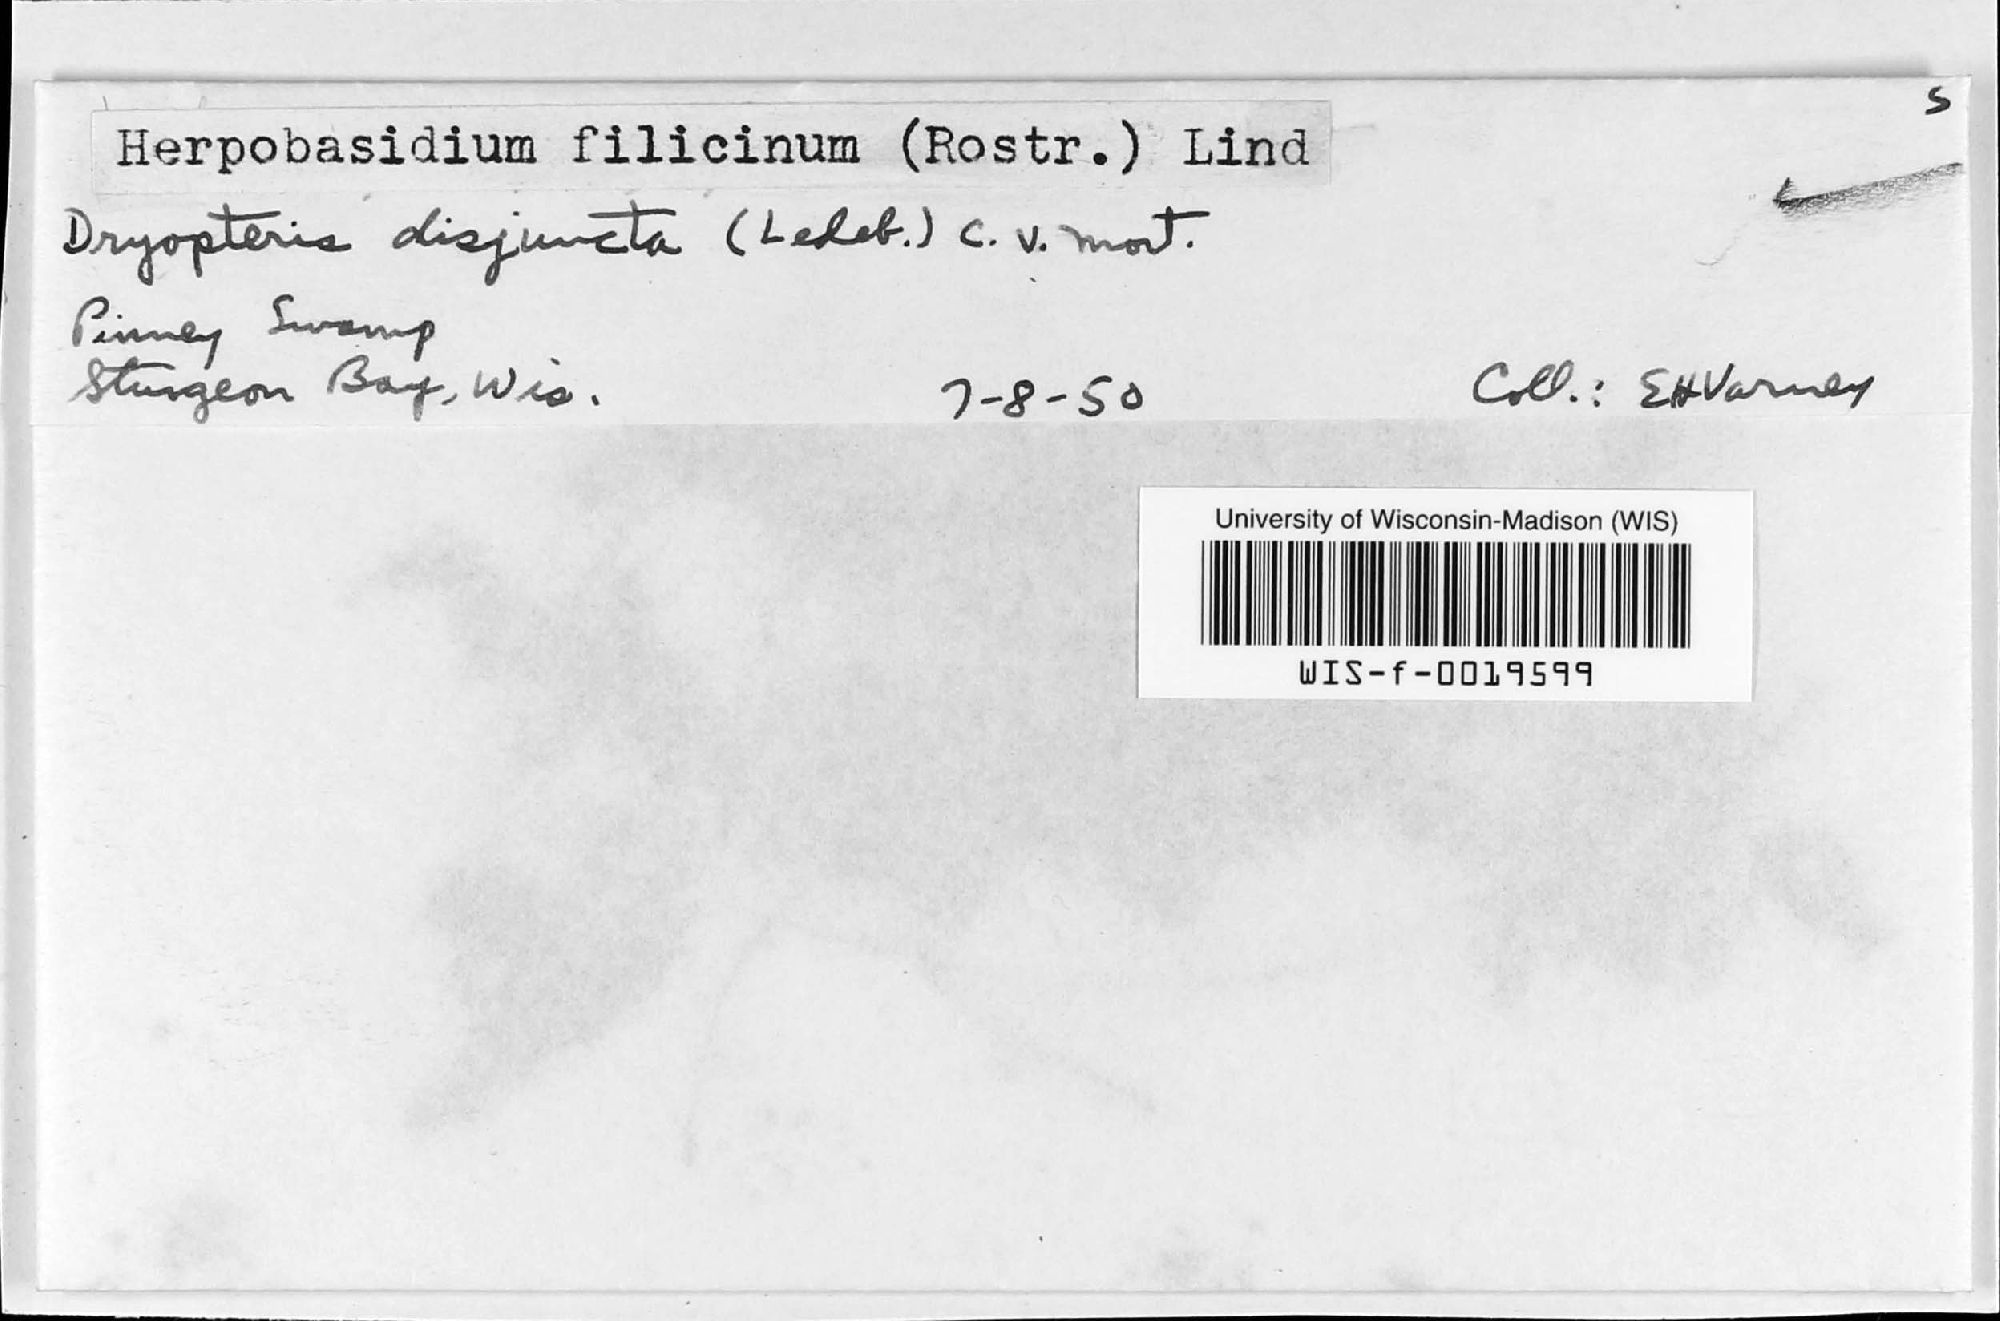 S
Herpobasidium filicinum (Rostr.) Lind
Dryopteris disjuncta (Ledeb.) C. V. Mort.
Pinney Swamp
Sturgeon Bay, Wis. 7-8-50 Coll.: EHVarney
University of Wisconsin-Madison (WIS)
WIS-f-0019599